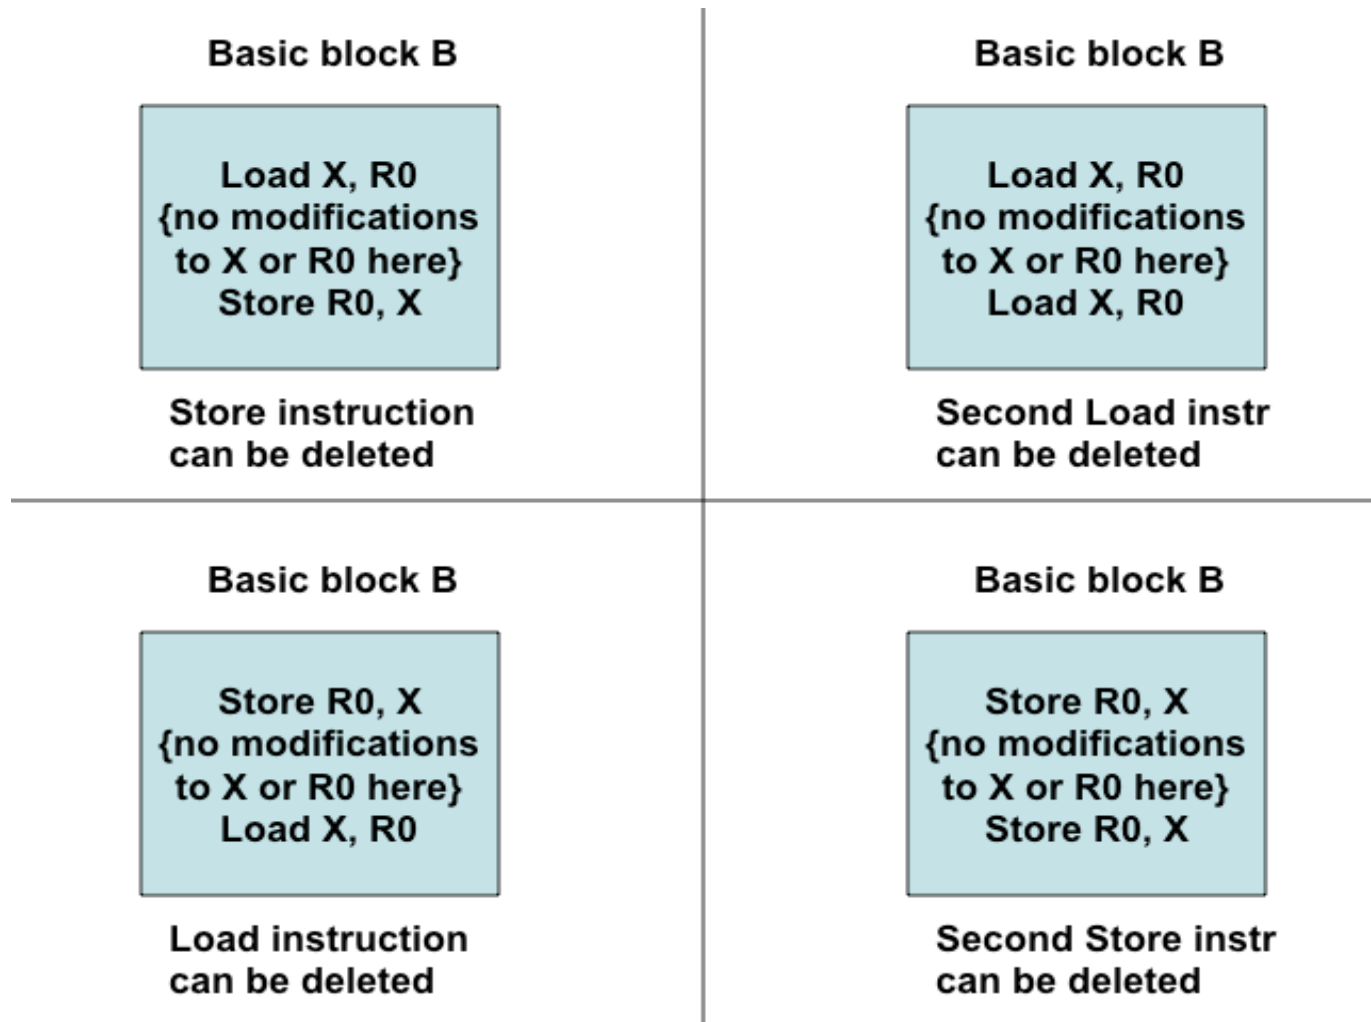 Basic block B
Load X, R0
{no modifications
to X or R0 here}
Store R0, X
Store instruction
can be deleted
Basic block B
Load X, R0
{no modifications
to X or R0 here}
Load X, R0
Second Load instr
can be deleted
Basic block B
Store R0, X
{no modifications
to X or R0 here}
Load X, R0
Load instruction
can be deleted
Basic block B
Store R0, X
{no modifications
to X or R0 here}
Store R0, X
Second Store instr
can be deleted